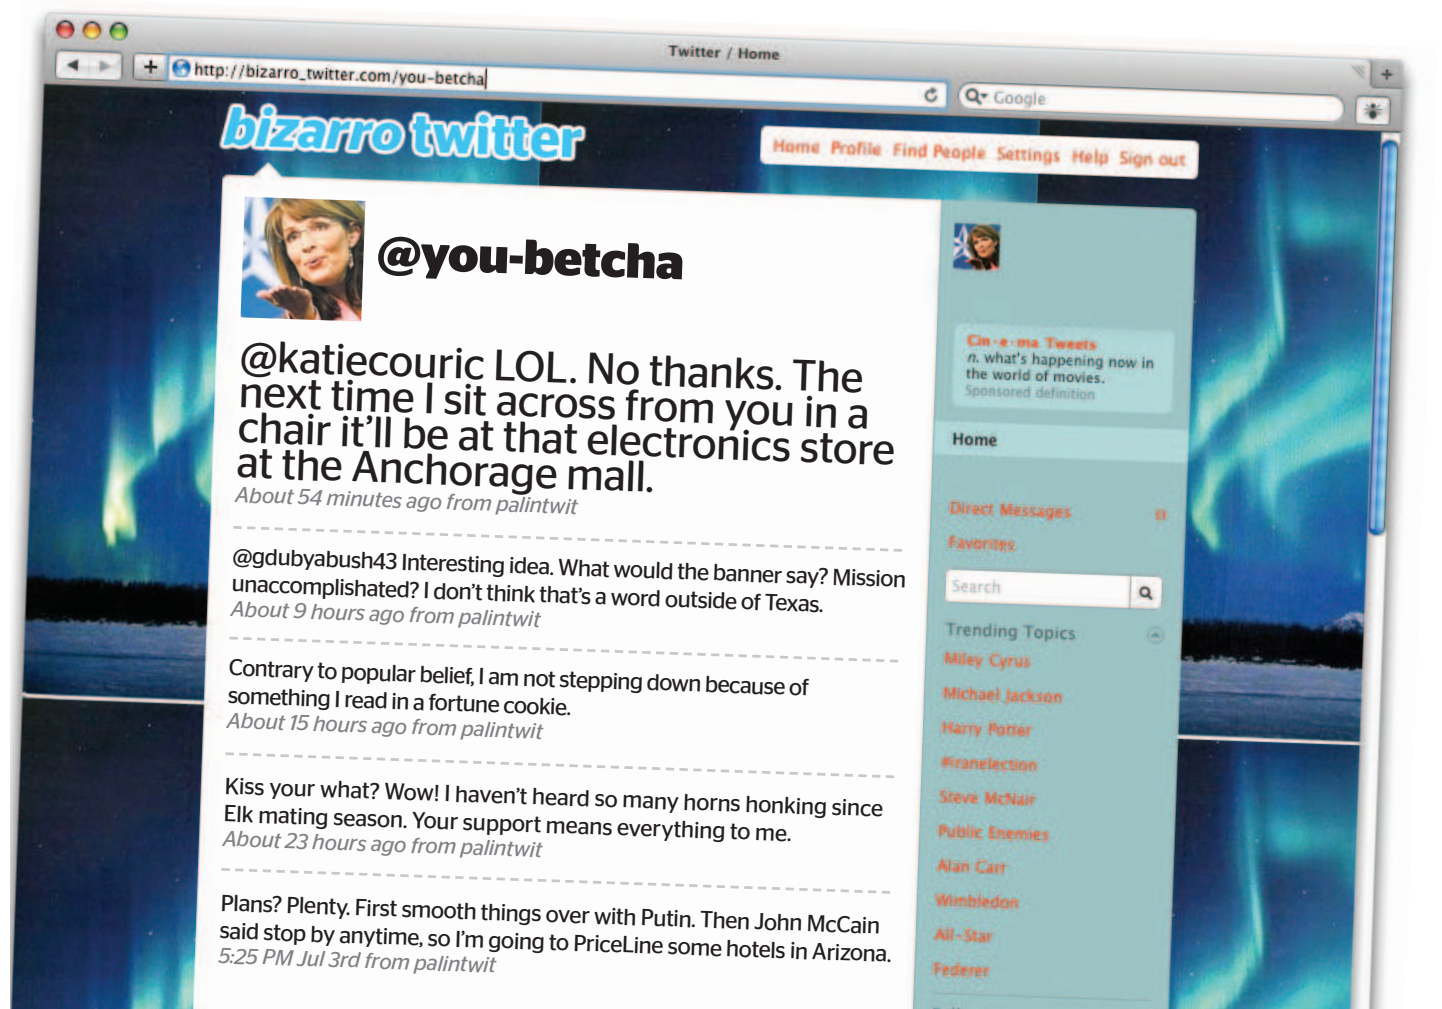 Twitter / Home
http://bizarro_twitter.com/you-betcha
Google
bizarro twitter
Home Profile Find People Settings Help Sign out
@you-betcha
@katiecouric LOL. No thanks. The
next time I sit across from you in a
chair it'll be at that electronics store
at the Anchorage mall.
About 54 minutes ago from palintwit
@gdubyabush43 Interesting idea. What would the banner say? Mission
unaccomplishated? I don't think that's a word outside of Texas.
About 9 hours ago from palintwit
Contrary to popular belief, I am not stepping down because of
something I read in a fortune cookie.
About 15 hours ago from palintwit
Kiss your what? Wow! I haven't heard so many horns honking since
Elk mating season. Your support means everything to me.
About 23 hours ago from palintwit
Plans? Plenty. First smooth things over with Putin. Then John McCain
said stop by anytime, so I'm going to PriceLine some hotels in Arizona.
5:25 PM Jul 3rd from palintwit
Cin·e·ma Tweets
n. what's happening now in
the world of movies.
Sponsored definition
Home
Direct Messages
Favorites
Search
Trending Topics
Miley Cyrus
Michael Jackson
Harry Potter
#iranelection
Steve McNair
Public Enemies
Alan Carr
Wimbledon
All-Star
Federer